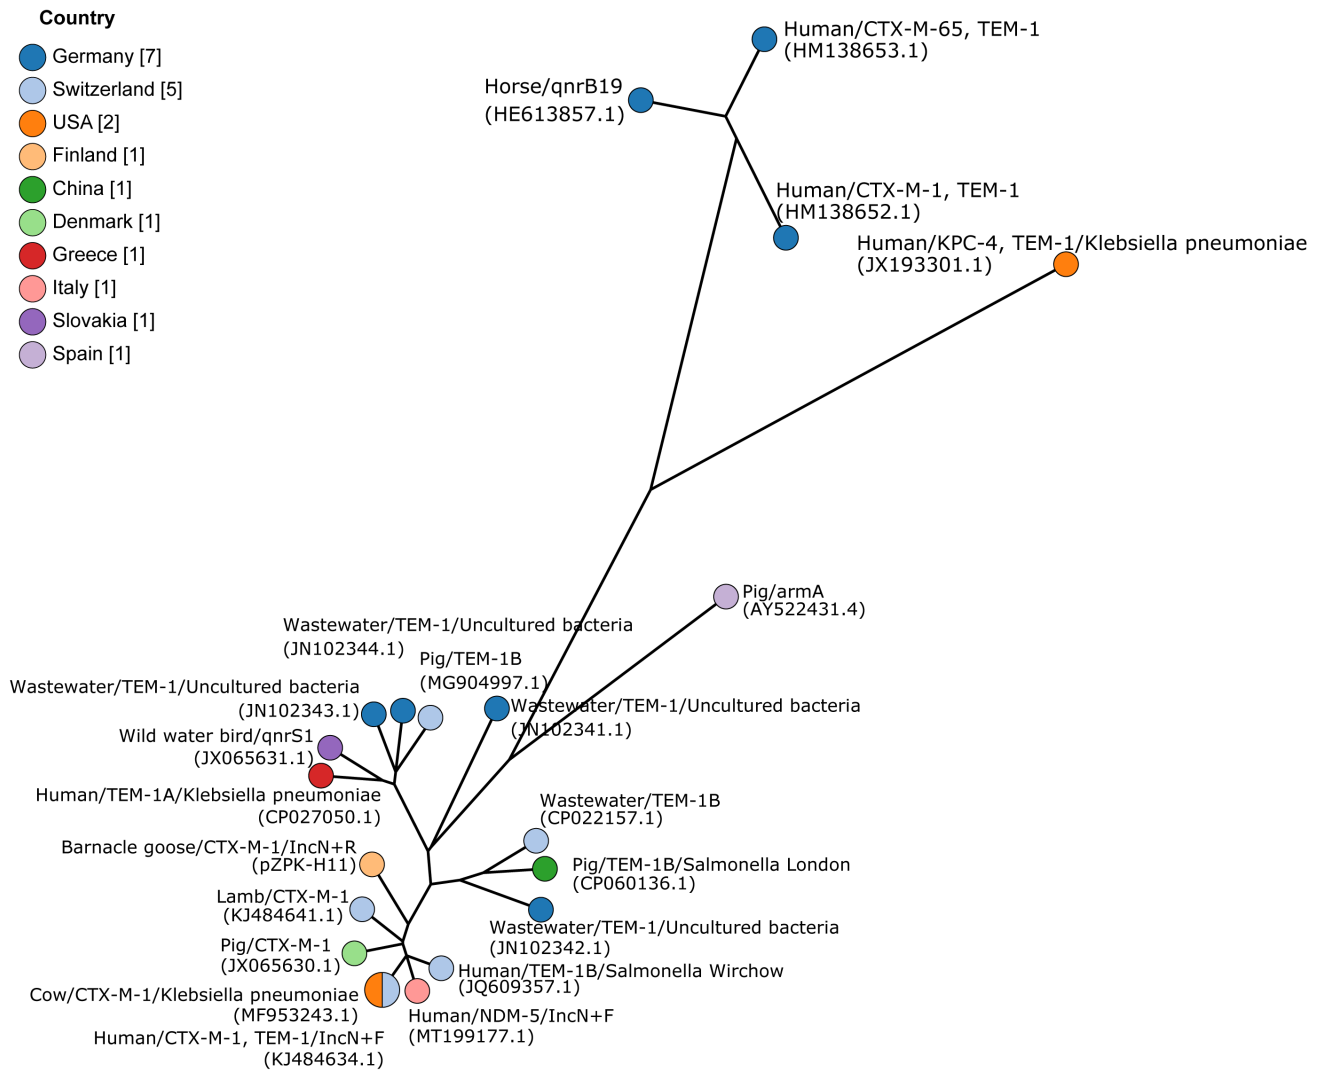 Country
Germany [7]
Switzerland [5]
USA [2]
Finland [1]
China [1]
Denmark [1]
Greece [1]
Italy [1]
Slovakia [1]
Spain [1]
Human/CTX-M-65, TEM-1
(HM138653.1)
Horse/qnrB19
(HE613857.1)
Human/CTX-M-1, TEM-1
(HM138652.1)
Human/KPC-4, TEM-1/Klebsiella pneumoniae
(JX193301.1)
Pig/armA
(AY522431.4)
Wastewater/TEM-1/Uncultured bacteria
(JN102344.1)
Pig/TEM-1B
(MG904997.1)
Wastewater/TEM-1/Uncultured bacteria
(JN102343.1)
Wastewater/TEM-1/Uncultured bacteria
(JN102341.1)
Wild water bird/qnrS1
(JX065631.1)
Human/TEM-1A/Klebsiella pneumoniae
(CP027050.1)
Wastewater/TEM-1B
(CP022157.1)
Barnacle goose/CTX-M-1/IncN+R
(pZPK-H11)
Pig/TEM-1B/Salmonella London
(CP060136.1)
Lamb/CTX-M-1
(KJ484641.1)
Wastewater/TEM-1/Uncultured bacteria
(JN102342.1)
Pig/CTX-M-1
(JX065630.1)
Human/TEM-1B/Salmonella Wirchow
(JQ609357.1)
Cow/CTX-M-1/Klebsiella pneumoniae
(MF953243.1)
Human/NDM-5/IncN+F
(MT199177.1)
Human/CTX-M-1, TEM-1/IncN+F
(KJ484634.1)